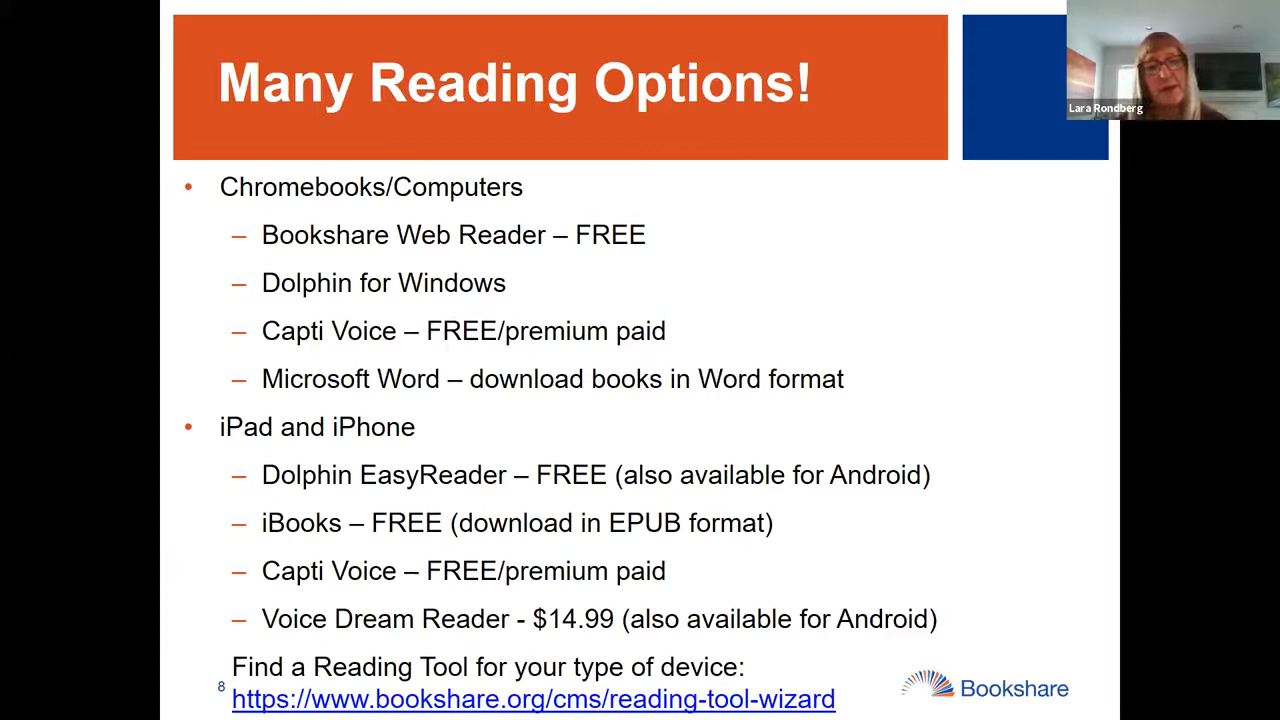 Many Reading Options!
Lara Rondberg
• Chromebooks/Computers
– Bookshare Web Reader – FREE
– Dolphin for Windows
– Capti Voice – FREE/premium paid
– Microsoft Word – download books in Word format
• iPad and iPhone
– Dolphin EasyReader – FREE (also available for Android)
– iBooks – FREE (download in EPUB format)
– Capti Voice – FREE/premium paid
– Voice Dream Reader - $14.99 (also available for Android)
Find a Reading Tool for your type of device:
https://www.bookshare.org/cms/reading-tool-wizard
8
Bookshare